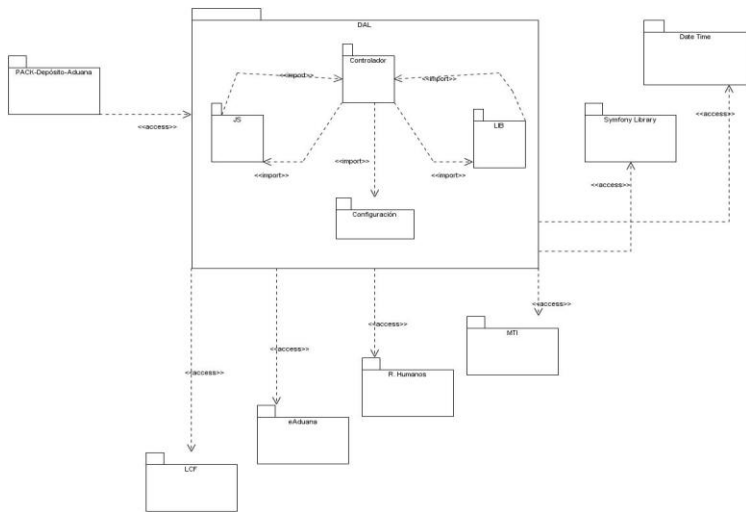 DAL
Date Time
Controlador
PACK-Depósito-Aduana
<<import>>
<<import>>
<<access>>
JS
LIB
Symfony Library
<<access>>
<<import>>
<<import>>
<<import>>
<<access>>
Configuración
<<access>>
<<access>>
<<access>>
<<access>>
MTI
R. Humanos
eAduana
LCF